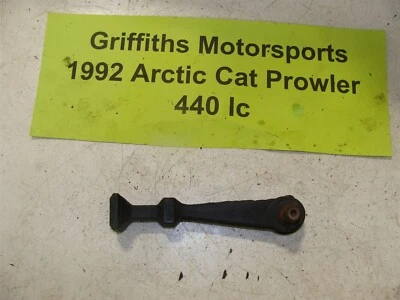 Griffiths Motorsports
1992 Arctic Cat Prowler
440 lc